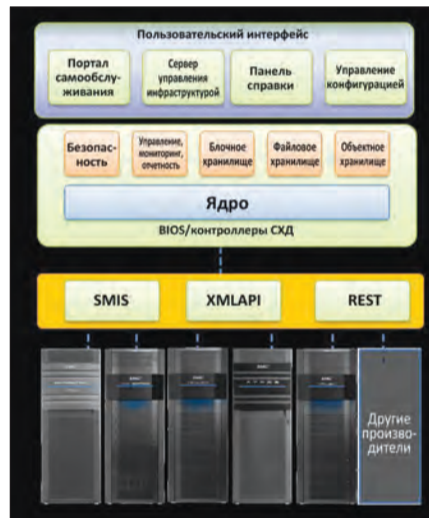 Пользовательский интерфейс
Портал
самообслу-
живания
Сервер
управления
инфраструктурой
Панель
справки
Управление
конфигурацией
Безопас-
ность
Управление,
мониторинг,
отчетность
Блочное
хранилище
Файловое
хранилище
Объектное
хранилище
Ядро
BIOS/контроллеры СХД
SMIS
XMLAPI
REST
Другие
произво-
дители